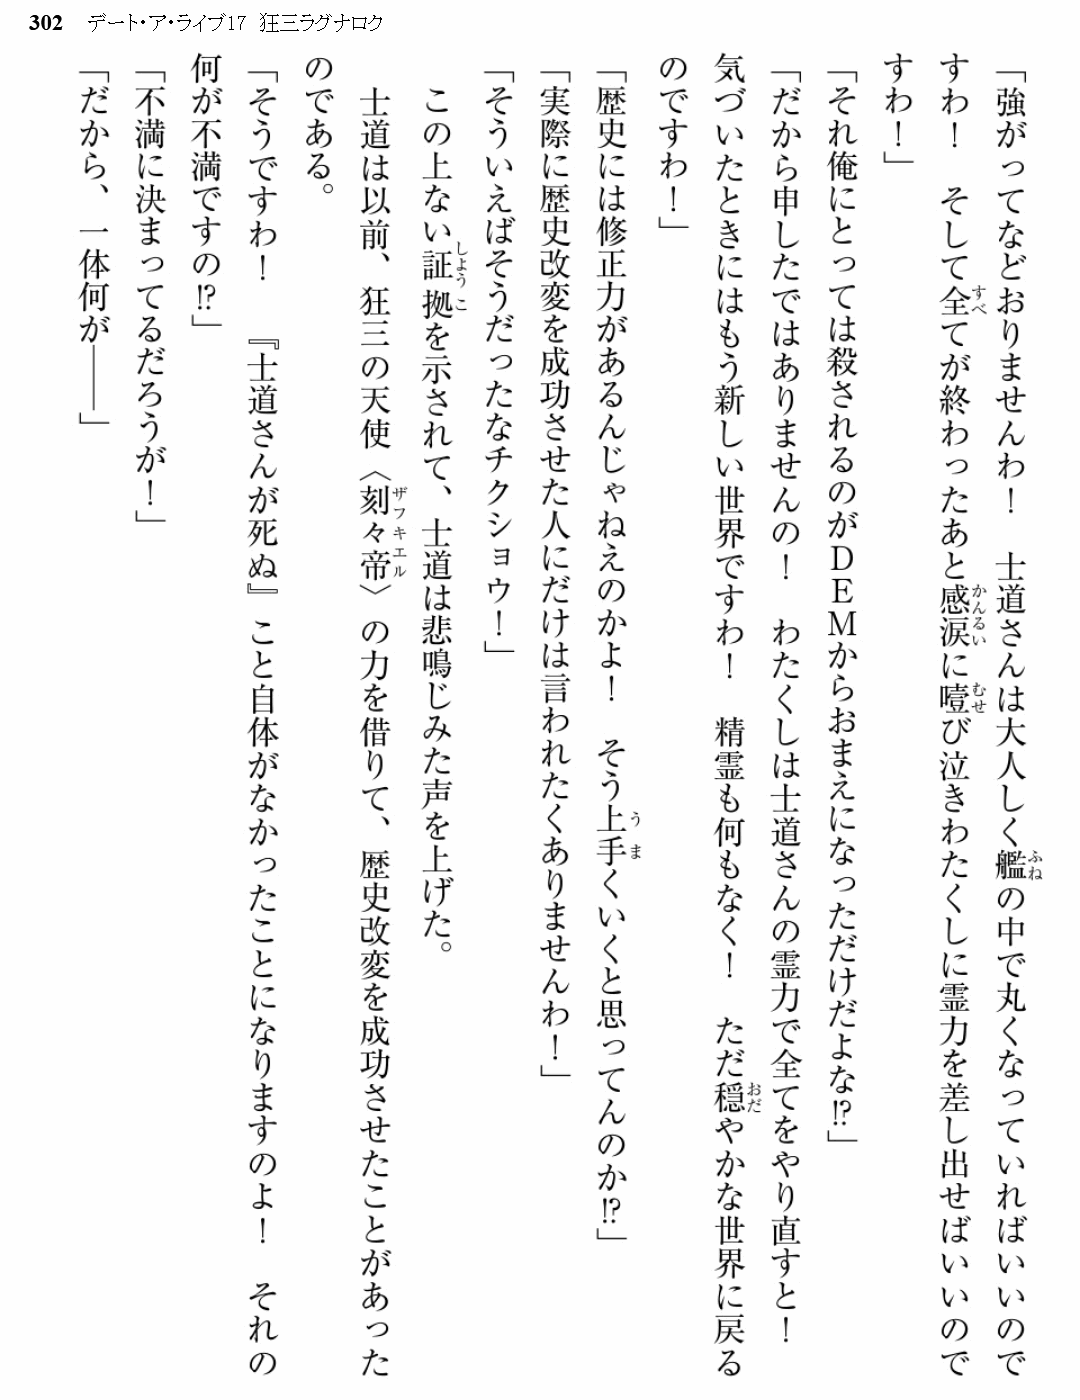 302 デート・ア・ライブ17 狂三ラグナロク
「強がってなどおりませんわ！　士道さんは大人しく艦の中で丸くなっていればいいので
すわ！　そして全てが終わったあと感涙に噎び泣きわたくしに霊力を差し出せばいいので
すわ！」
「それ俺にとっては殺されるのがＤＥＭからおまえになっただけだよな⁉」
「だから申したではありませんの！　わたくしは士道さんの霊力で全てをやり直すと！
気づいたときにはもう新しい世界ですわ！　精霊も何もなく！　ただ穏やかな世界に戻る
のですわ！」
「歴史には修正力があるんじゃねえのかよ！　そう上手くいくと思ってんのか⁉」
「実際に歴史改変を成功させた人にだけは言われたくありませんわ！」
「そういえばそうだったなチクショウ！」
　この上ない証拠を示されて、士道は悲鳴じみた声を上げた。
　士道は以前、狂三の天使〈刻々帝〉の力を借りて、歴史改変を成功させたことがあった
のである。
「そうですわ！　『士道さんが死ぬ』こと自体がなかったことになりますのよ！　それの
何が不満ですの⁉」
「不満に決まってるだろうが！」
「だから、一体何が――」